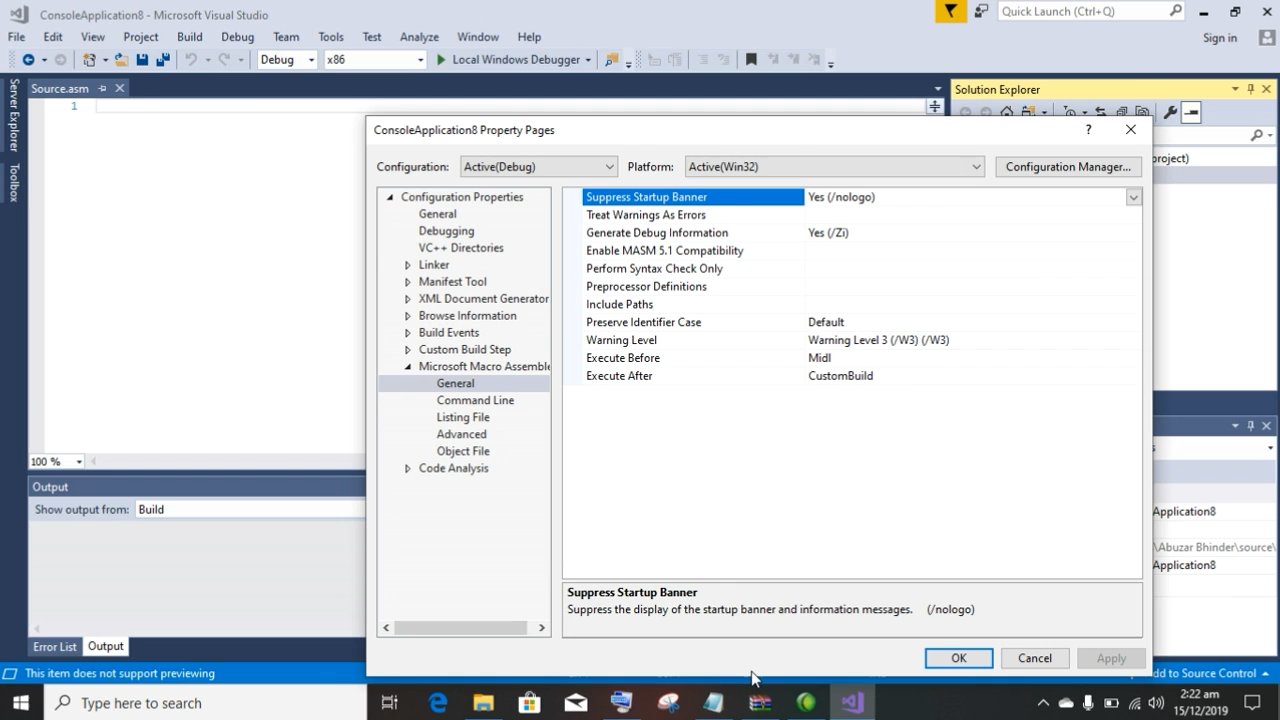 ConsoleApplication8 - Microsoft Visual Studio
Quick Launch (Ctrl+Q)
File Edit View Project Build Debug Team Tools Test Analyze Window Help
Sign in
Debug x86 Local Windows Debugger
Server Explorer
Toolbox
Source.asm
1
Solution Explorer
ConsoleApplication8 Property Pages
?
Configuration: Active(Debug) Platform: Active(Win32) Configuration Manager...
project)
Configuration Properties
General
Debugging
VC++ Directories
Linker
Manifest Tool
XML Document Generator
Browse Information
Build Events
Custom Build Step
Microsoft Macro Assemble
General
Command Line
Listing File
Advanced
Object File
Code Analysis
Suppress Startup Banner Yes (/nologo)
Treat Warnings As Errors
Generate Debug Information Yes (/Zi)
Enable MASM 5.1 Compatibility
Perform Syntax Check Only
Preprocessor Definitions
Include Paths
Preserve Identifier Case Default
Warning Level Warning Level 3 (/W3) (/W3)
Execute Before Midl
Execute After CustomBuild
Suppress Startup Banner
Suppress the display of the startup banner and information messages. (/nologo)
OK Cancel Apply
100 %
Output
Show output from: Build
Error List Output
Application8
\Abuzar Bhinder\source\
Application8
This item does not support previewing
dd to Source Control
Type here to search
2:22 am
15/12/2019